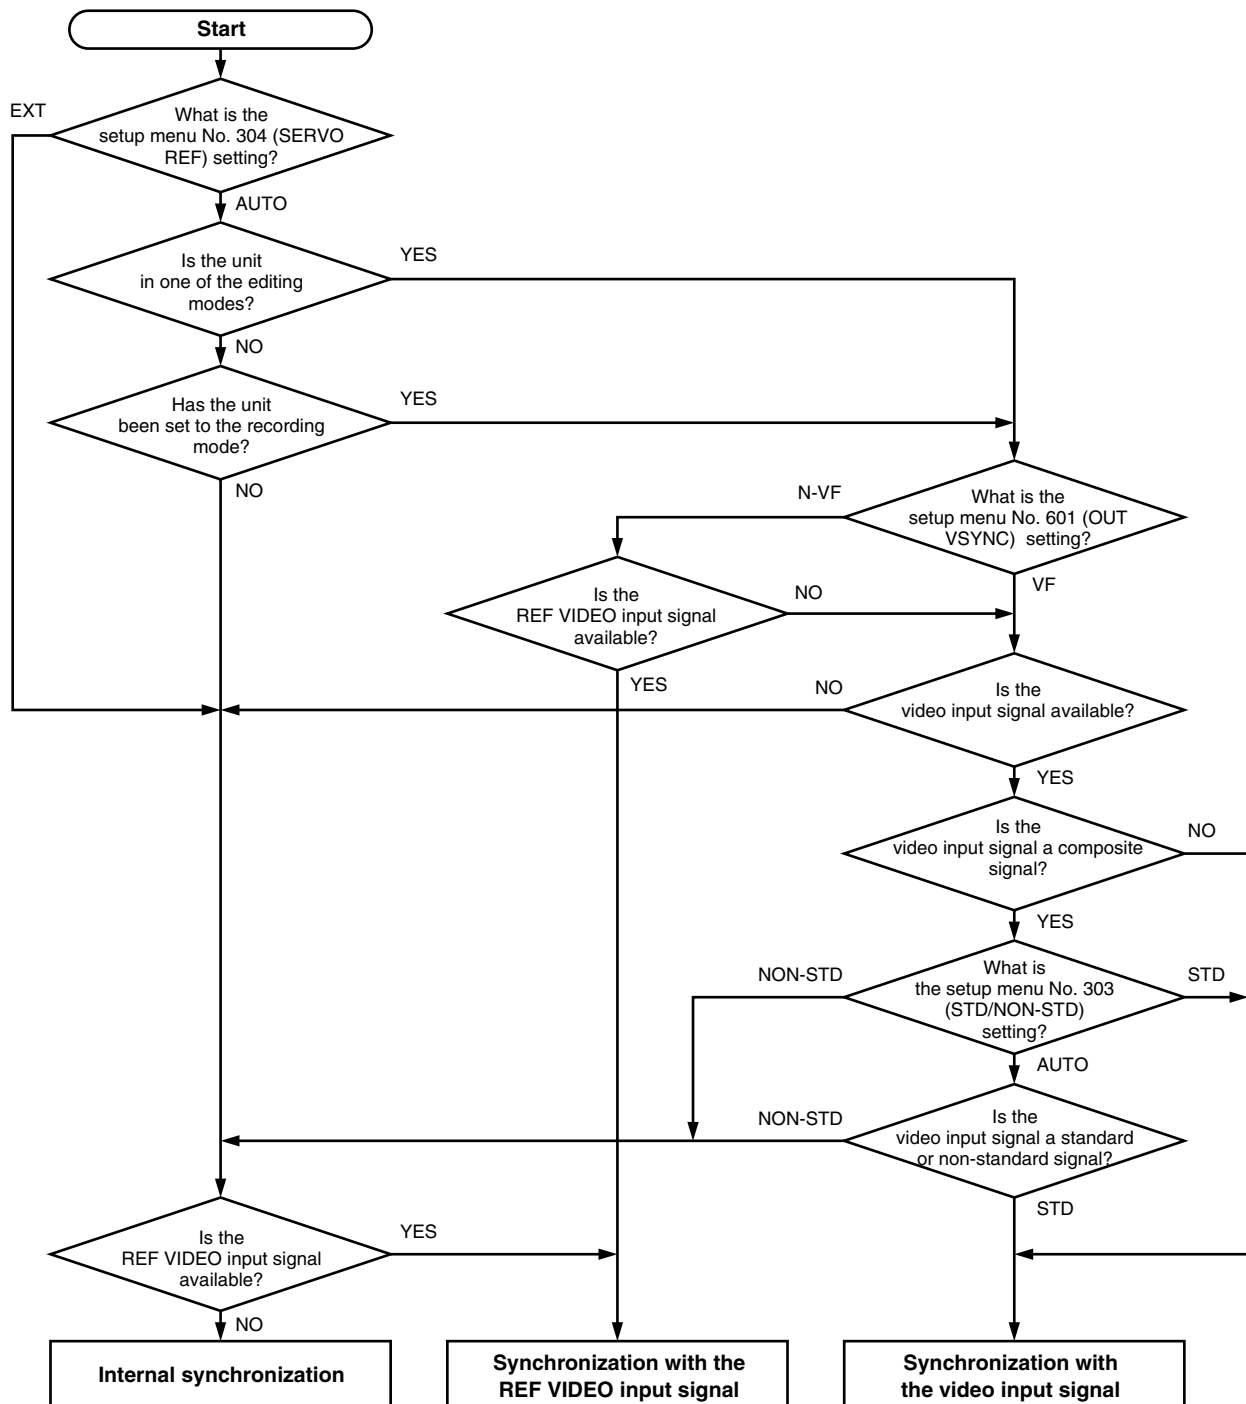 Start
EXT
What is the
setup menu No. 304 (SERVO
REF) setting?
AUTO
Is the unit
in one of the editing
modes?
YES
NO
Has the unit
been set to the recording
mode?
YES
NO
N-VF
What is the
setup menu No. 601 (OUT
VSYNC) setting?
VF
Is the
REF VIDEO input signal
available?
NO
YES
NO
Is the
video input signal available?
YES
Is the
video input signal a composite
signal?
NO
YES
NON-STD
What is
the setup menu No. 303
(STD/NON-STD)
setting?
STD
AUTO
NON-STD
Is the
video input signal a standard
or non-standard signal?
STD
Is the
REF VIDEO input signal
available?
YES
NO
Internal synchronization
Synchronization with the
REF VIDEO input signal
Synchronization with
the video input signal